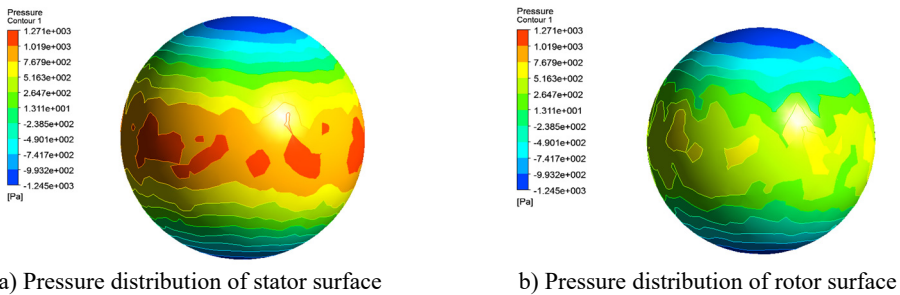 Pressure
Contour 1
1.271e+003
1.019e+003
7.679e+002
5.163e+002
2.647e+002
1.311e+001
-2.385e+002
-4.901e+002
-7.417e+002
-9.932e+002
-1.245e+003
[Pa]
Pressure
Contour 1
1.271e+003
1.019e+003
7.679e+002
5.163e+002
2.647e+002
1.311e+001
-2.385e+002
-4.901e+002
-7.417e+002
-9.932e+002
-1.245e+003
[Pa]
a) Pressure distribution of stator surface
b) Pressure distribution of rotor surface